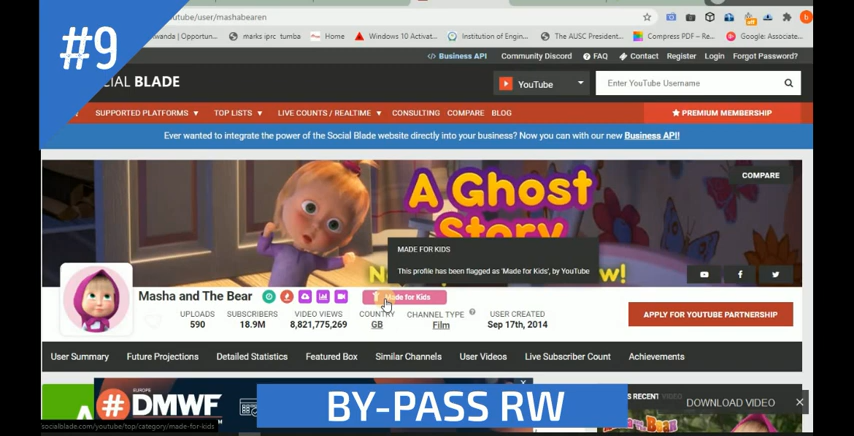 #9
outube/user/mashabearen
wanda | Opportun...
marks iprc tumba
Home
Windows 10 Activat...
Institution of Engin...
The AUSC President...
Compress PDF – Re...
Google: Associate...
b
</> Business API
Community Discord
FAQ
Contact
Register
Login
Forgot Password?
CIAL BLADE
YouTube
Enter YouTube Username
SUPPORTED PLATFORMS
TOP LISTS
LIVE COUNTS / REALTIME
CONSULTING
COMPARE
BLOG
PREMIUM MEMBERSHIP
Ever wanted to integrate the power of the Social Blade website directly into your business? Now you can with our new Business API!
A Ghost
Story
COMPARE
MADE FOR KIDS
This profile has been flagged as 'Made for Kids', by YouTube
w!
Masha and The Bear
Made for Kids
UPLOADS
590
SUBSCRIBERS
18.9M
VIDEO VIEWS
8,821,775,269
COUNTRY
GB
CHANNEL TYPE
Film
USER CREATED
Sep 17th, 2014
APPLY FOR YOUTUBE PARTNERSHIP
User Summary
Future Projections
Detailed Statistics
Featured Box
Similar Channels
User Videos
Live Subscriber Count
Achievements
EUROPE
# DMWF
BY-PASS RW
S RECENT VIDEO
DOWNLOAD VIDEO
socialblade.com/youtube/top/category/made-for-kids